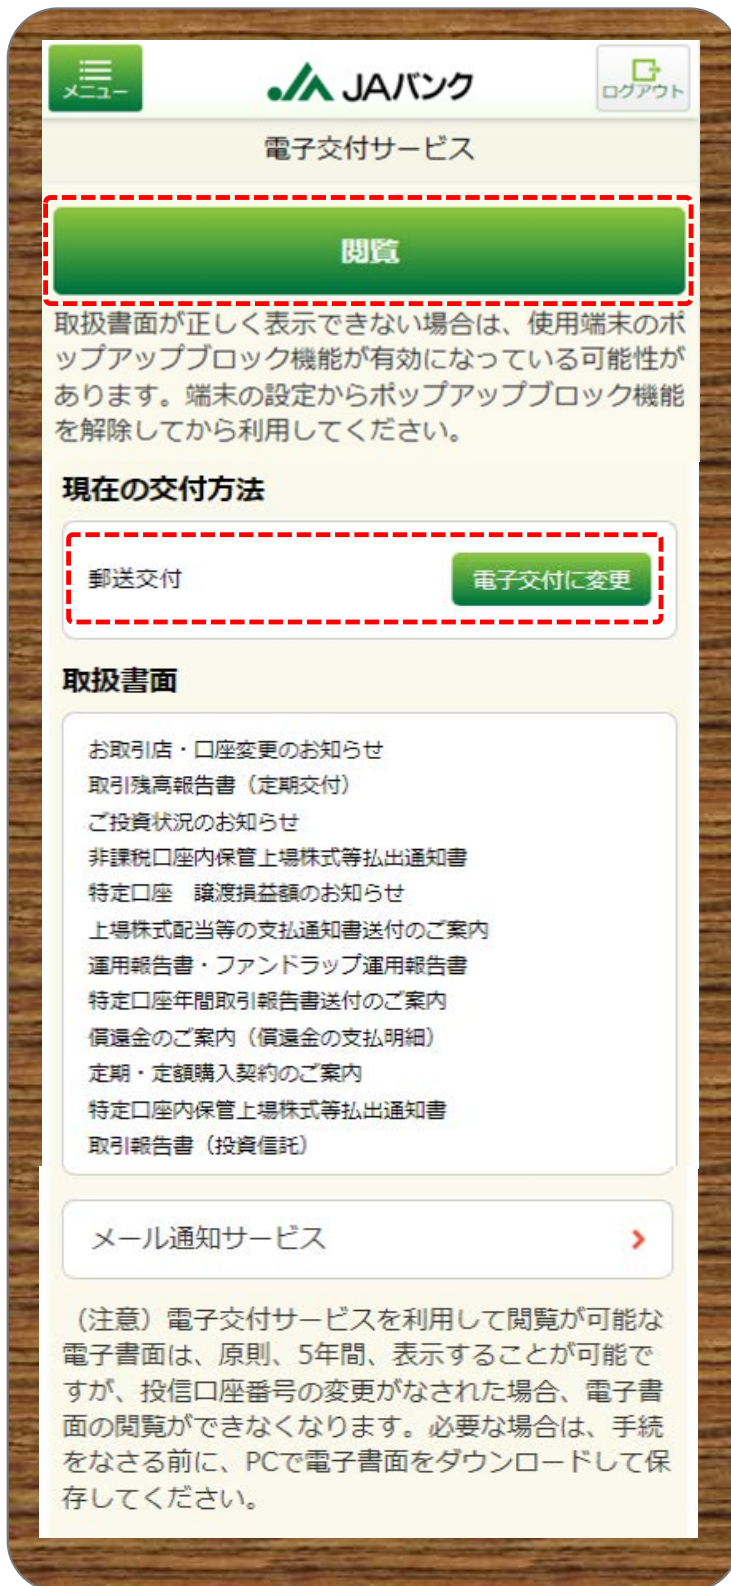 メニュー
JAバンク
ログアウト
電子交付サービス
閲覧
取扱書面が正しく表示できない場合は、使用端末のポ
ップアップブロック機能が有効になっている可能性が
あります。端末の設定からポップアップブロック機能
を解除してから利用してください。
現在の交付方法
郵送交付
電子交付に変更
取扱書面
お取引店・口座変更のお知らせ
取引残高報告書（定期交付）
ご投資状況のお知らせ
非課税口座内保管上場株式等払出通知書
特定口座　譲渡損益額のお知らせ
上場株式配当等の支払通知書送付のご案内
運用報告書・ファンドラップ運用報告書
特定口座年間取引報告書送付のご案内
償還金のご案内（償還金の支払明細）
定期・定額購入契約のご案内
特定口座内保管上場株式等払出通知書
取引報告書（投資信託）
メール通知サービス
（注意）電子交付サービスを利用して閲覧が可能な
電子書面は、原則、5年間、表示することが可能で
すが、投信口座番号の変更がなされた場合、電子書
面の閲覧ができなくなります。必要な場合は、手続
をなさる前に、PCで電子書面をダウンロードして保
存してください。